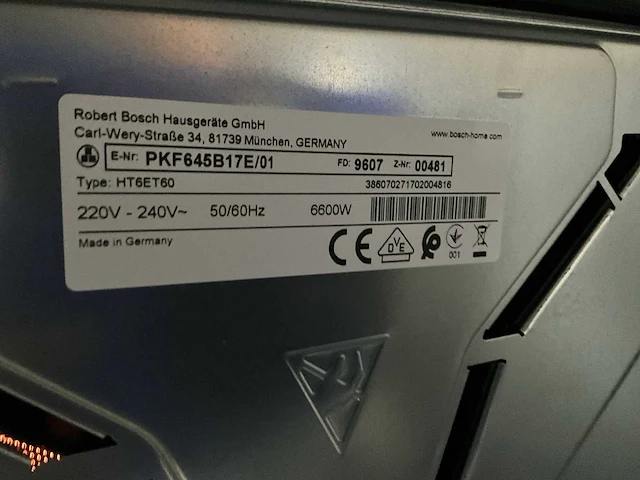 Robert Bosch Hausgeräte GmbH
Carl-Wery-Straße 34, 81739 München, GERMANY
www.bosch-home.com
E-Nr: PKF645B17E/01 FD: 9607 Z-Nr: 00481
Type: HT6ET60 386070271702004816
220V - 240V~ 50/60Hz 6600W
Made in Germany
CE DVE 001